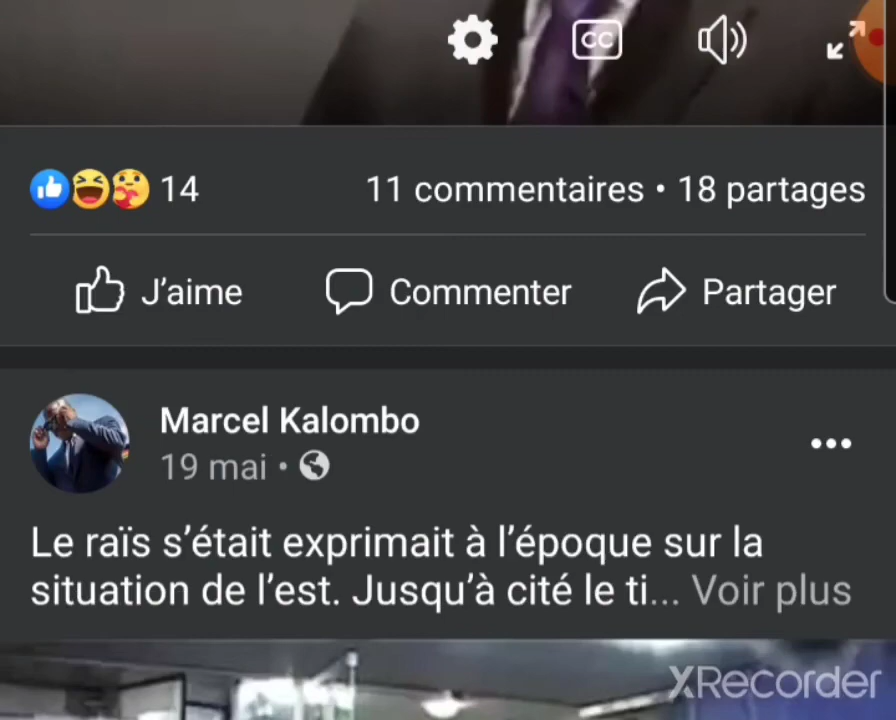 CC
14
11 commentaires • 18 partages
J’aime
Commenter
Partager
Marcel Kalombo
19 mai •
Le raïs s’était exprimait à l’époque sur la
situation de l’est. Jusqu’à cité le ti... Voir plus
XRecorder